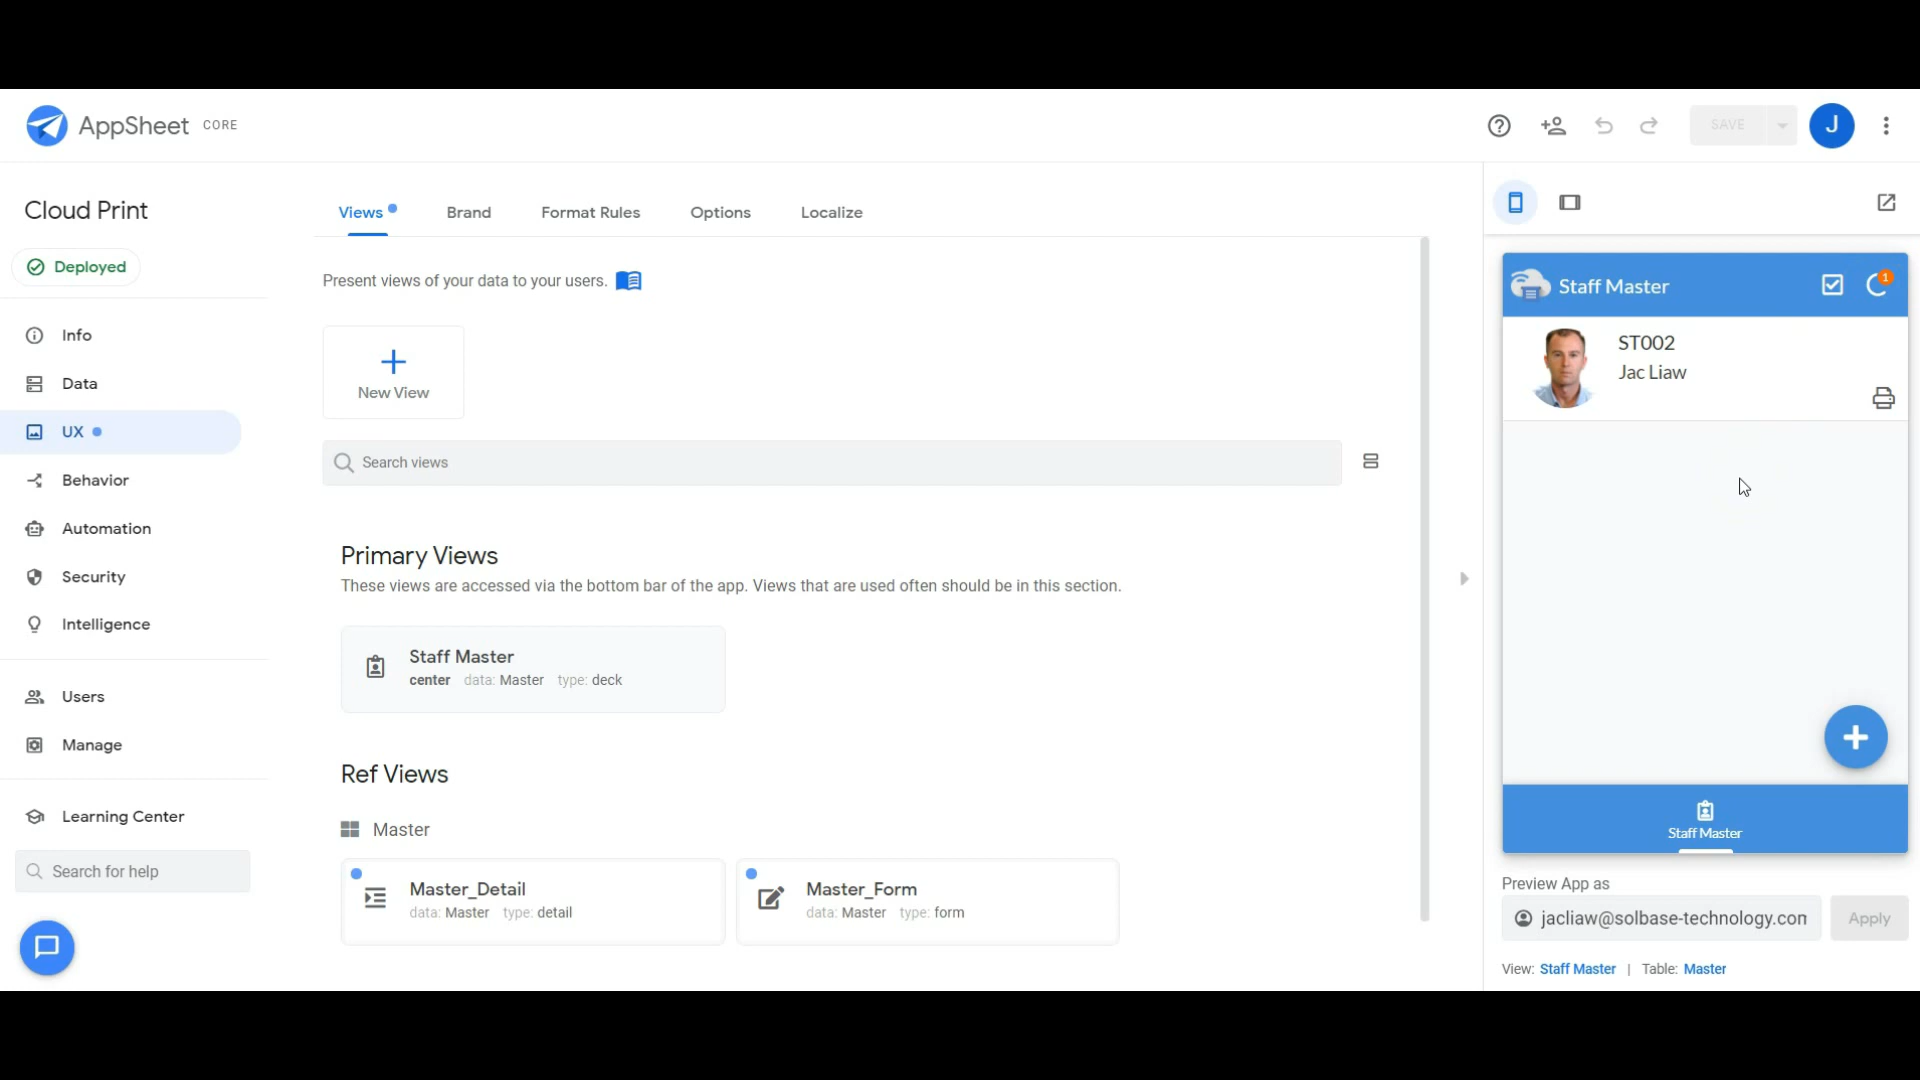 AppSheet CORE
SAVE
J
Cloud Print
Deployed
Info
Data
UX
Behavior
Automation
Security
Intelligence
Users
Manage
Learning Center
Search for help
Views
Brand
Format Rules
Options
Localize
Present views of your data to your users.
New View
Search views
Primary Views
These views are accessed via the bottom bar of the app. Views that are used often should be in this section.
Staff Master
center data: Master type: deck
Ref Views
Master
Master_Detail
data: Master type: detail
Master_Form
data: Master type: form
Staff Master
1
ST002
Jac Liaw
Staff Master
Preview App as
jacliaw@solbase-technology.con
Apply
View: Staff Master | Table: Master